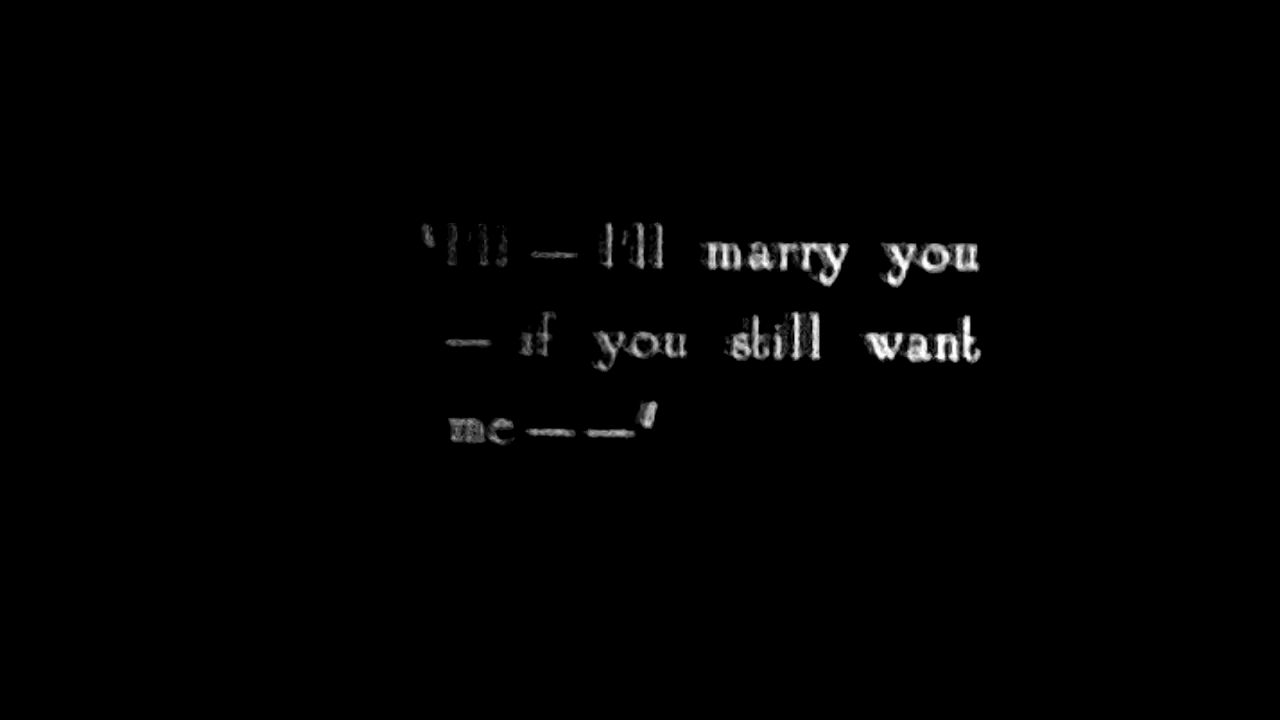 "I'll — I'll marry you
— if you still want
me — —"